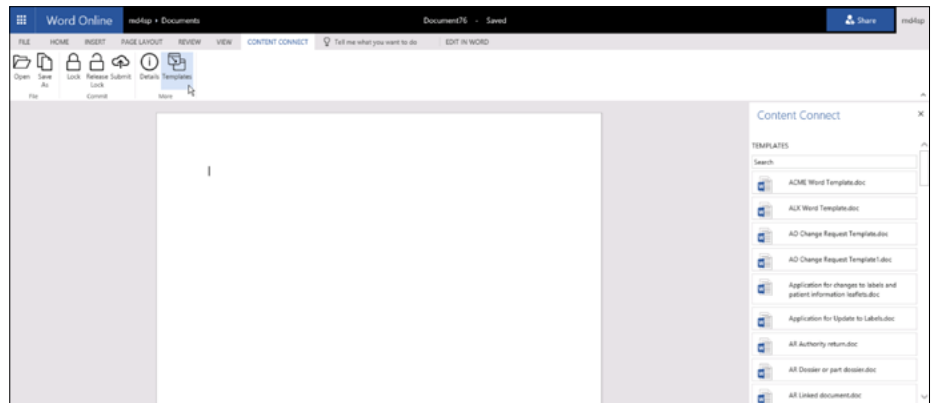 Word Online md4sp ▸ Documents Document76 - Saved Share md4sp
FILE HOME INSERT PAGE LAYOUT REVIEW VIEW CONTENT CONNECT Tell me what you want to do EDIT IN WORD
Open Save As Lock Release Lock Submit Details Templates
File Commit More
Content Connect
TEMPLATES
Search
ACME Word Template.doc
ALX Word Template.doc
AO Change Request Template.doc
AO Change Request Template1.doc
Application for changes to labels and
patient information leaflets.doc
Application for Update to Labels.doc
AR Authority return.doc
AR Dossier or part dossier.doc
AR Linked document.doc